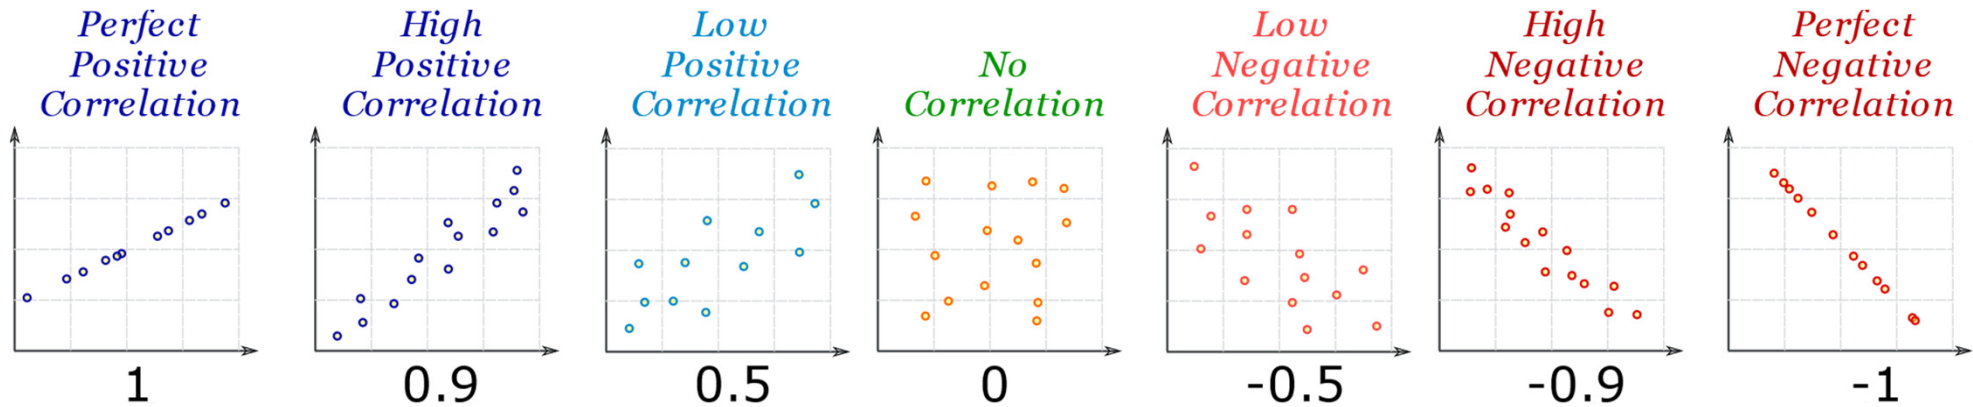 Perfect
Positive
Correlation
High
Positive
Correlation
Low
Positive
Correlation
No
Correlation
Low
Negative
Correlation
High
Negative
Correlation
Perfect
Negative
Correlation
1
0.9
0.5
0
-0.5
-0.9
-1